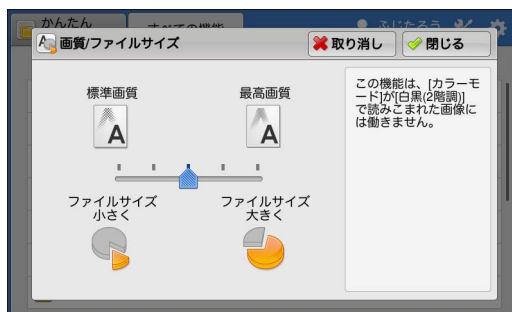 かんたん
すべての機能
ふじたろう
画質/ファイルサイズ
取り消し
閉じる
標準画質
最高画質
A
A
ファイルサイズ
小さく
ファイルサイズ
大きく
この機能は、[カラーモ
ード]が[白黒(2階調)]
で読みこまれた画像に
は働きません。